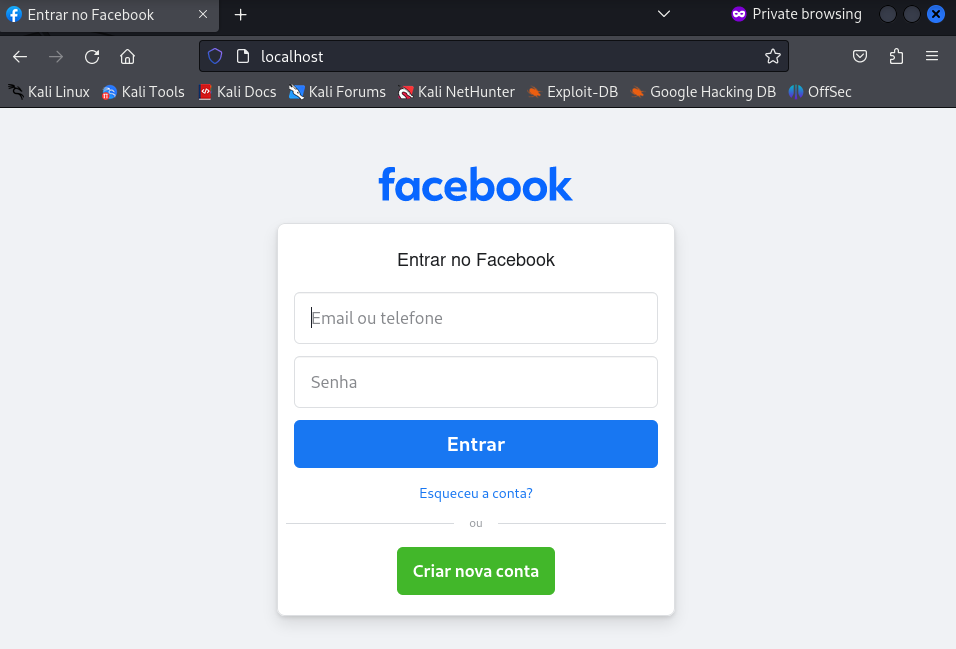 Entrar no Facebook
Private browsing
localhost
Kali Linux Kali Tools Kali Docs Kali Forums Kali NetHunter Exploit-DB Google Hacking DB OffSec
facebook
Entrar no Facebook
Email ou telefone
Senha
Entrar
Esqueceu a conta?
ou
Criar nova conta